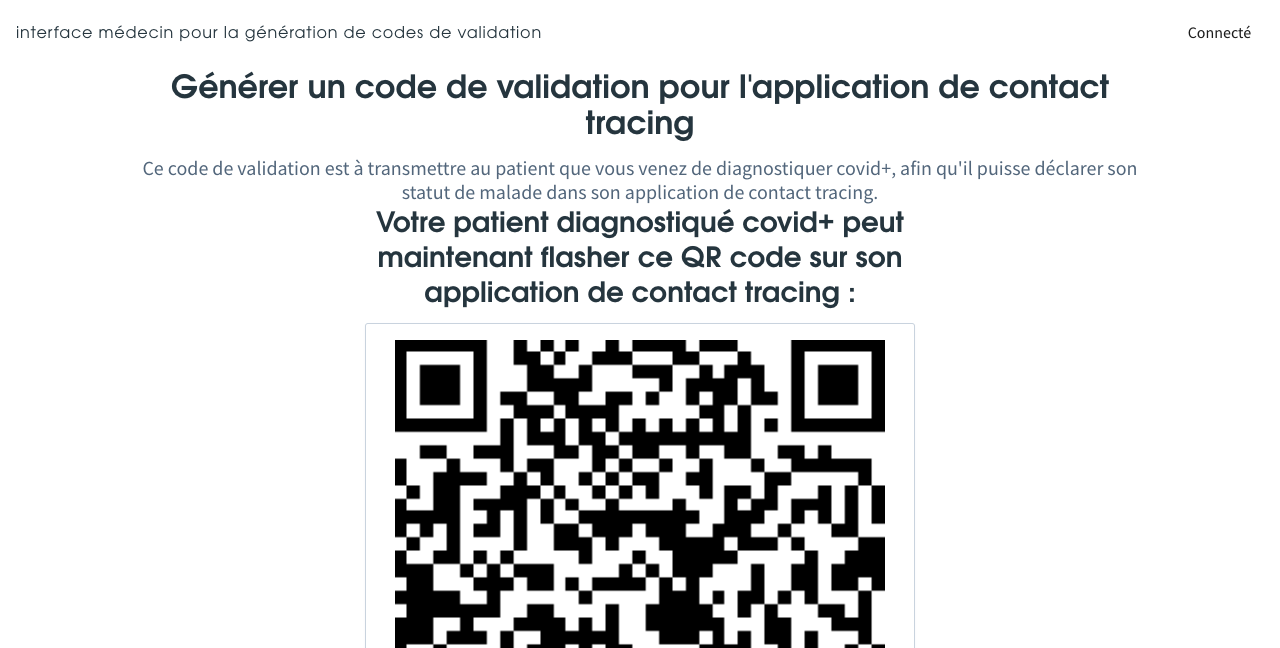 interface médecin pour la génération de codes de validation
Connecté
Générer un code de validation pour l'application de contact
tracing
Ce code de validation est à transmettre au patient que vous venez de diagnostiquer covid+, afin qu'il puisse déclarer son
statut de malade dans son application de contact tracing.
Votre patient diagnostiqué covid+ peut
maintenant flasher ce QR code sur son
application de contact tracing :